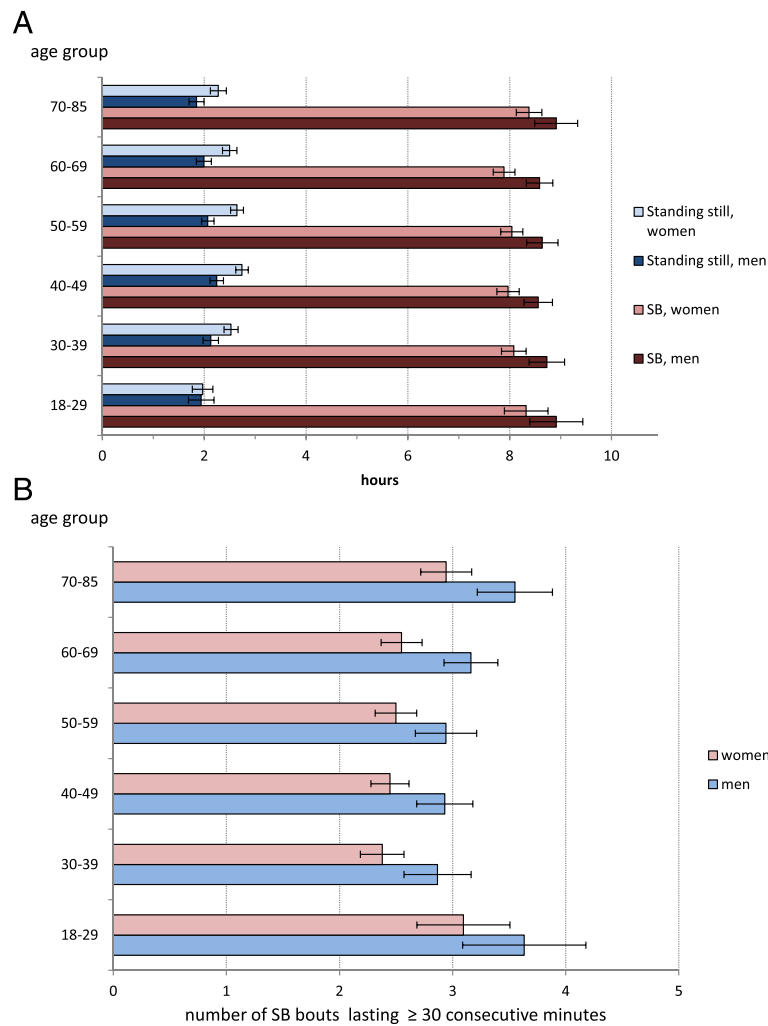 A
age group
70-85
60-69
50-59
40-49
30-39
18-29
Standing still,
women
Standing still, men
SB, women
SB, men
0 2 4 6 8 10
hours
B
age group
70-85
60-69
50-59
40-49
30-39
18-29
women
men
0 1 2 3 4 5
number of SB bouts lasting ≥ 30 consecutive minutes